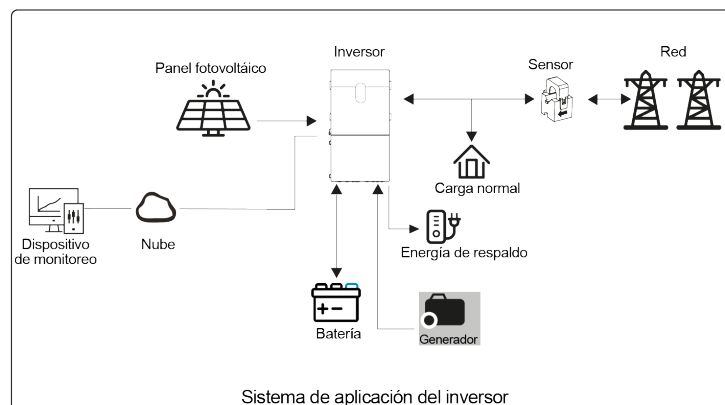 Inversor
Panel fotovoltáico
Sensor
Red
Carga normal
Dispositivo
de monitoreo
Nube
Energía de respaldo
Batería
Generador
Sistema de aplicación del inversor